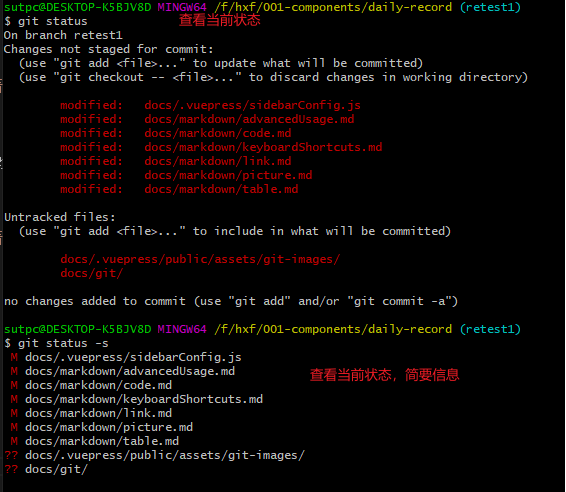 sutpc@DESKTOP-K5BJV8D MINGW64 /f/hxf/001-components/daily-record (retest1)
$ git status 查看当前状态
On branch retest1
Changes not staged for commit:
  (use "git add <file>..." to update what will be committed)
  (use "git checkout -- <file>..." to discard changes in working directory)
        modified:   docs/.vuepress/sidebarConfig.js
        modified:   docs/markdown/advancedUsage.md
        modified:   docs/markdown/code.md
        modified:   docs/markdown/keyboardShortcuts.md
        modified:   docs/markdown/link.md
        modified:   docs/markdown/picture.md
        modified:   docs/markdown/table.md
Untracked files:
  (use "git add <file>..." to include in what will be committed)
        docs/.vuepress/public/assets/git-images/
        docs/git/
no changes added to commit (use "git add" and/or "git commit -a")
sutpc@DESKTOP-K5BJV8D MINGW64 /f/hxf/001-components/daily-record (retest1)
$ git status -s
 M docs/.vuepress/sidebarConfig.js
 M docs/markdown/advancedUsage.md
查看当前状态，简要信息
 M docs/markdown/code.md
 M docs/markdown/keyboardShortcuts.md
 M docs/markdown/link.md
 M docs/markdown/picture.md
 M docs/markdown/table.md
?? docs/.vuepress/public/assets/git-images/
?? docs/git/